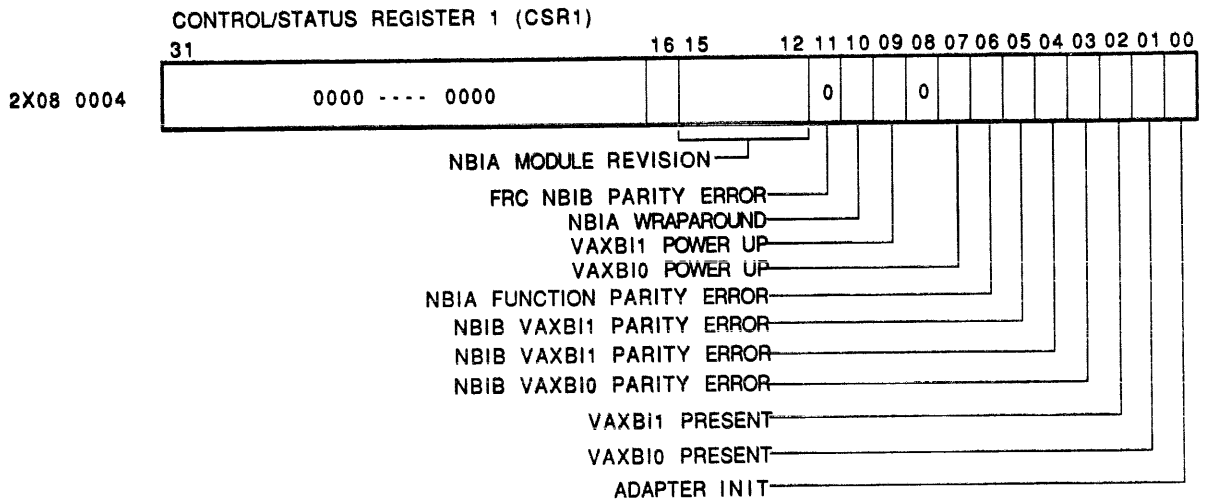 CONTROL/STATUS REGISTER 1 (CSR1)
31 16 15 12 11 10 09 08 07 06 05 04 03 02 01 00
2X08 0004 0000 ---- 0000 0 0
NBIA MODULE REVISION
FRC NBIB PARITY ERROR
NBIA WRAPAROUND
VAXBI1 POWER UP
VAXBI0 POWER UP
NBIA FUNCTION PARITY ERROR
NBIB VAXBI1 PARITY ERROR
NBIB VAXBI1 PARITY ERROR
NBIB VAXBI0 PARITY ERROR
VAXBI1 PRESENT
VAXBI0 PRESENT
ADAPTER INIT